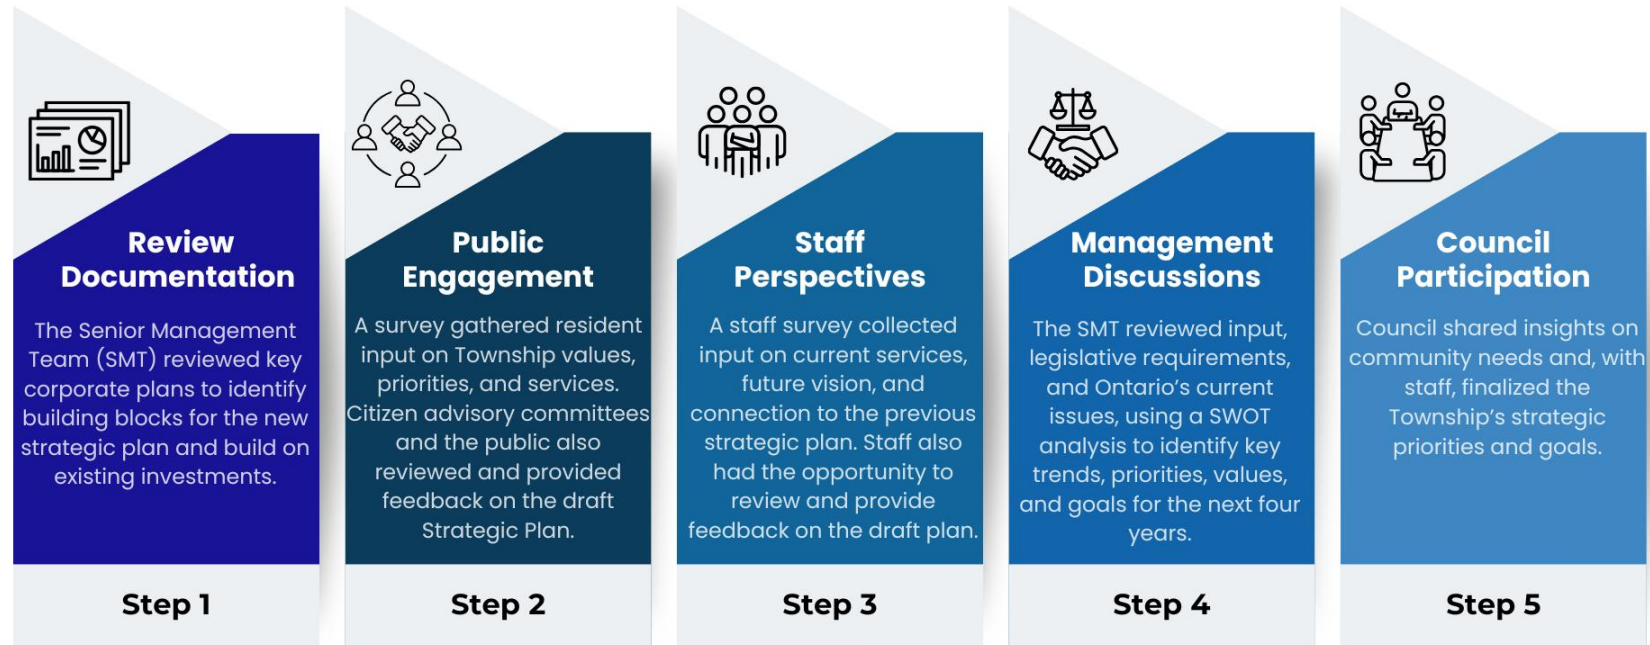 Review
Documentation
The Senior Management
Team (SMT) reviewed key
corporate plans to identify
building blocks for the new
strategic plan and build on
existing investments.
Step 1
Public
Engagement
A survey gathered resident
input on Township values,
priorities, and services.
Citizen advisory committees
and the public also
reviewed and provided
feedback on the draft
Strategic Plan.
Step 2
Staff
Perspectives
A staff survey collected
input on current services,
future vision, and
connection to the previous
strategic plan. Staff also
had the opportunity to
review and provide
feedback on the draft plan.
Step 3
Management
Discussions
The SMT reviewed input,
legislative requirements,
and Ontario’s current
issues, using a SWOT
analysis to identify key
trends, priorities, values,
and goals for the next four
years.
Step 4
Council
Participation
Council shared insights on
community needs and, with
staff, finalized the
Township’s strategic
priorities and goals.
Step 5